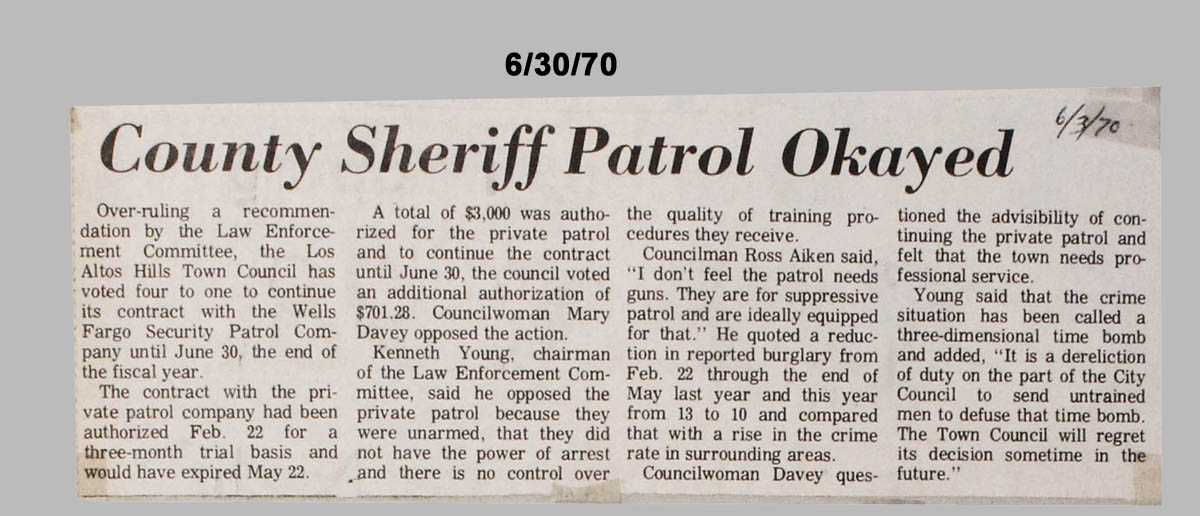 6/30/70
County Sheriff Patrol Okayed
6/3/70
Over-ruling a recommen-
dation by the Law Enforce-
ment Committee, the Los
Altos Hills Town Council has
voted four to one to continue
its contract with the Wells
Fargo Security Patrol Com-
pany until June 30, the end of
the fiscal year.
The contract with the pri-
vate patrol company had been
authorized Feb. 22 for a
three-month trial basis and
would have expired May 22.
A total of $3,000 was autho-
rized for the private patrol
and to continue the contract
until June 30, the council voted
an additional authorization of
$701.28. Councilwoman Mary
Davey opposed the action.
Kenneth Young, chairman
of the Law Enforcement Com-
mittee, said he opposed the
private patrol because they
were unarmed, that they did
not have the power of arrest
and there is no control over
the quality of training pro-
cedures they receive.
Councilman Ross Aiken said,
"I don't feel the patrol needs
guns. They are for suppressive
patrol and are ideally equipped
for that." He quoted a reduc-
tion in reported burglary from
Feb. 22 through the end of
May last year and this year
from 13 to 10 and compared
that with a rise in the crime
rate in surrounding areas.
Councilwoman Davey ques-
tioned the advisibility of con-
tinuing the private patrol and
felt that the town needs pro-
fessional service.
Young said that the crime
situation has been called a
three-dimensional time bomb
and added, "It is a dereliction
of duty on the part of the City
Council to send untrained
men to defuse that time bomb.
The Town Council will regret
its decision sometime in the
future."